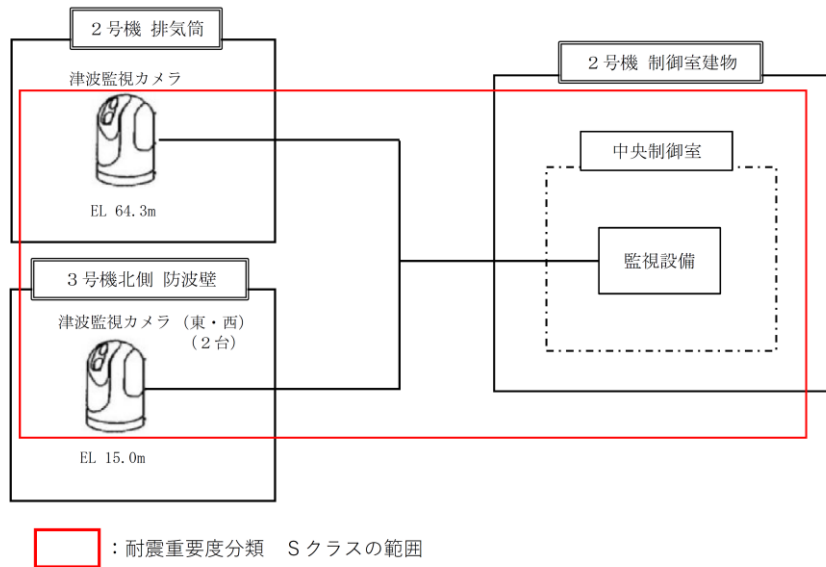 ２号機 排気筒
津波監視カメラ
EL 64.3m
３号機北側 防波壁
津波監視カメラ（東・西）
（２台）
EL 15.0m
２号機 制御室建物
中央制御室
監視設備
：耐震重要度分類　Ｓクラスの範囲